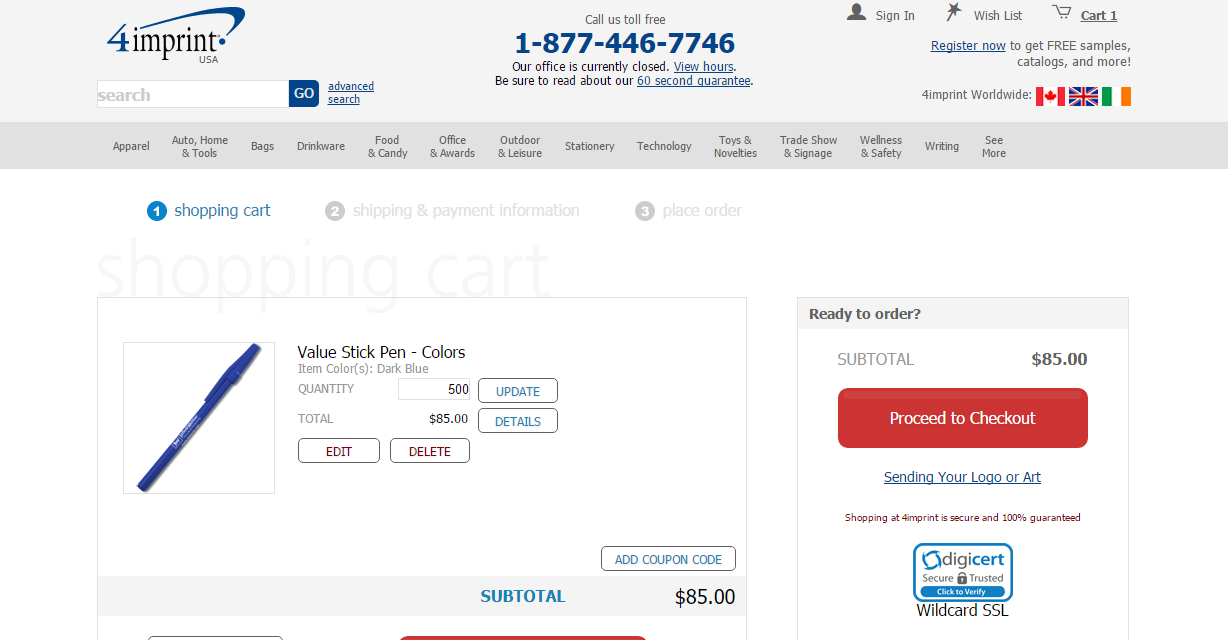 4imprint
USA
Call us toll free
1-877-446-7746
Our office is currently closed. View hours.
Be sure to read about our 60 second guarantee.
Sign In
Wish List
Cart 1
Register now to get FREE samples,
catalogs, and more!
search
GO
advanced
search
4imprint Worldwide:
Apparel
Auto, Home
& Tools
Bags
Drinkware
Food
& Candy
Office
& Awards
Outdoor
& Leisure
Stationery
Technology
Toys &
Novelties
Trade Show
& Signage
Wellness
& Safety
Writing
See
More
1 shopping cart
2 shipping & payment information
3 place order
shopping cart
Value Stick Pen - Colors
Item Color(s): Dark Blue
QUANTITY 500 UPDATE
TOTAL $85.00 DETAILS
EDIT DELETE
ADD COUPON CODE
SUBTOTAL $85.00
Ready to order?
SUBTOTAL $85.00
Proceed to Checkout
Sending Your Logo or Art
Shopping at 4imprint is secure and 100% guaranteed
digicert
Secure Trusted
Click to Verify
Wildcard SSL